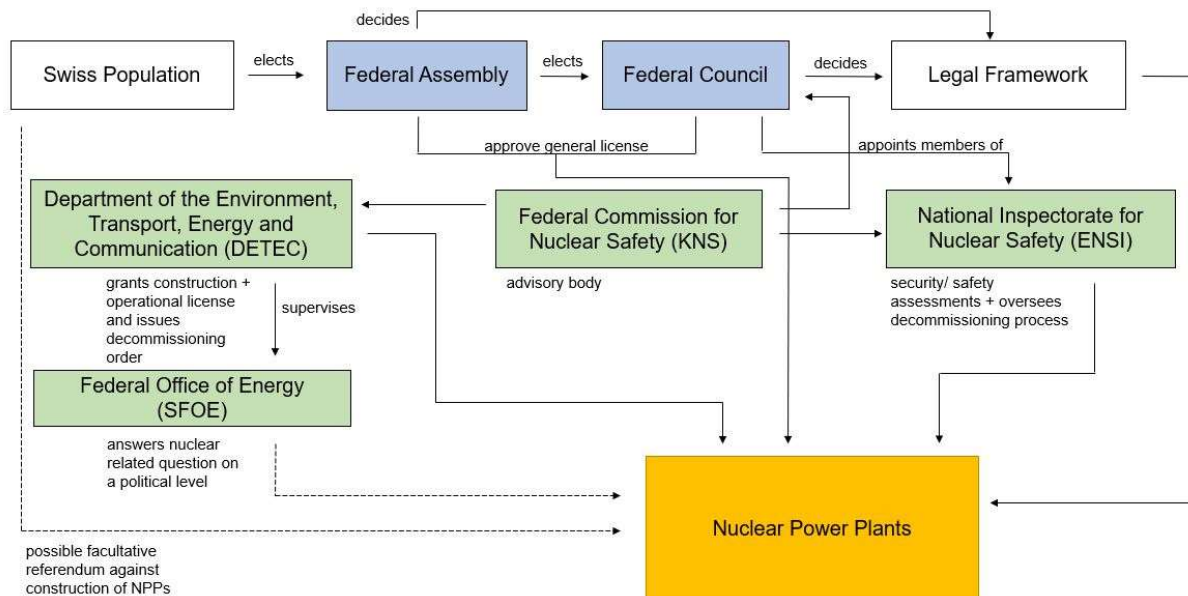 decides
Swiss Population
elects
Federal Assembly
elects
Federal Council
decides
Legal Framework
approve general license
appoints members of
Department of the Environment,
Transport, Energy and
Communication (DETEC)
Federal Commission for
Nuclear Safety (KNS)
National Inspectorate for
Nuclear Safety (ENSI)
grants construction +
operational license
and issues
decommissioning
order
supervises
advisory body
security/ safety
assessments + oversees
decommissioning process
Federal Office of Energy
(SFOE)
answers nuclear
related question on
a political level
Nuclear Power Plants
possible facultative
referendum against
construction of NPPs